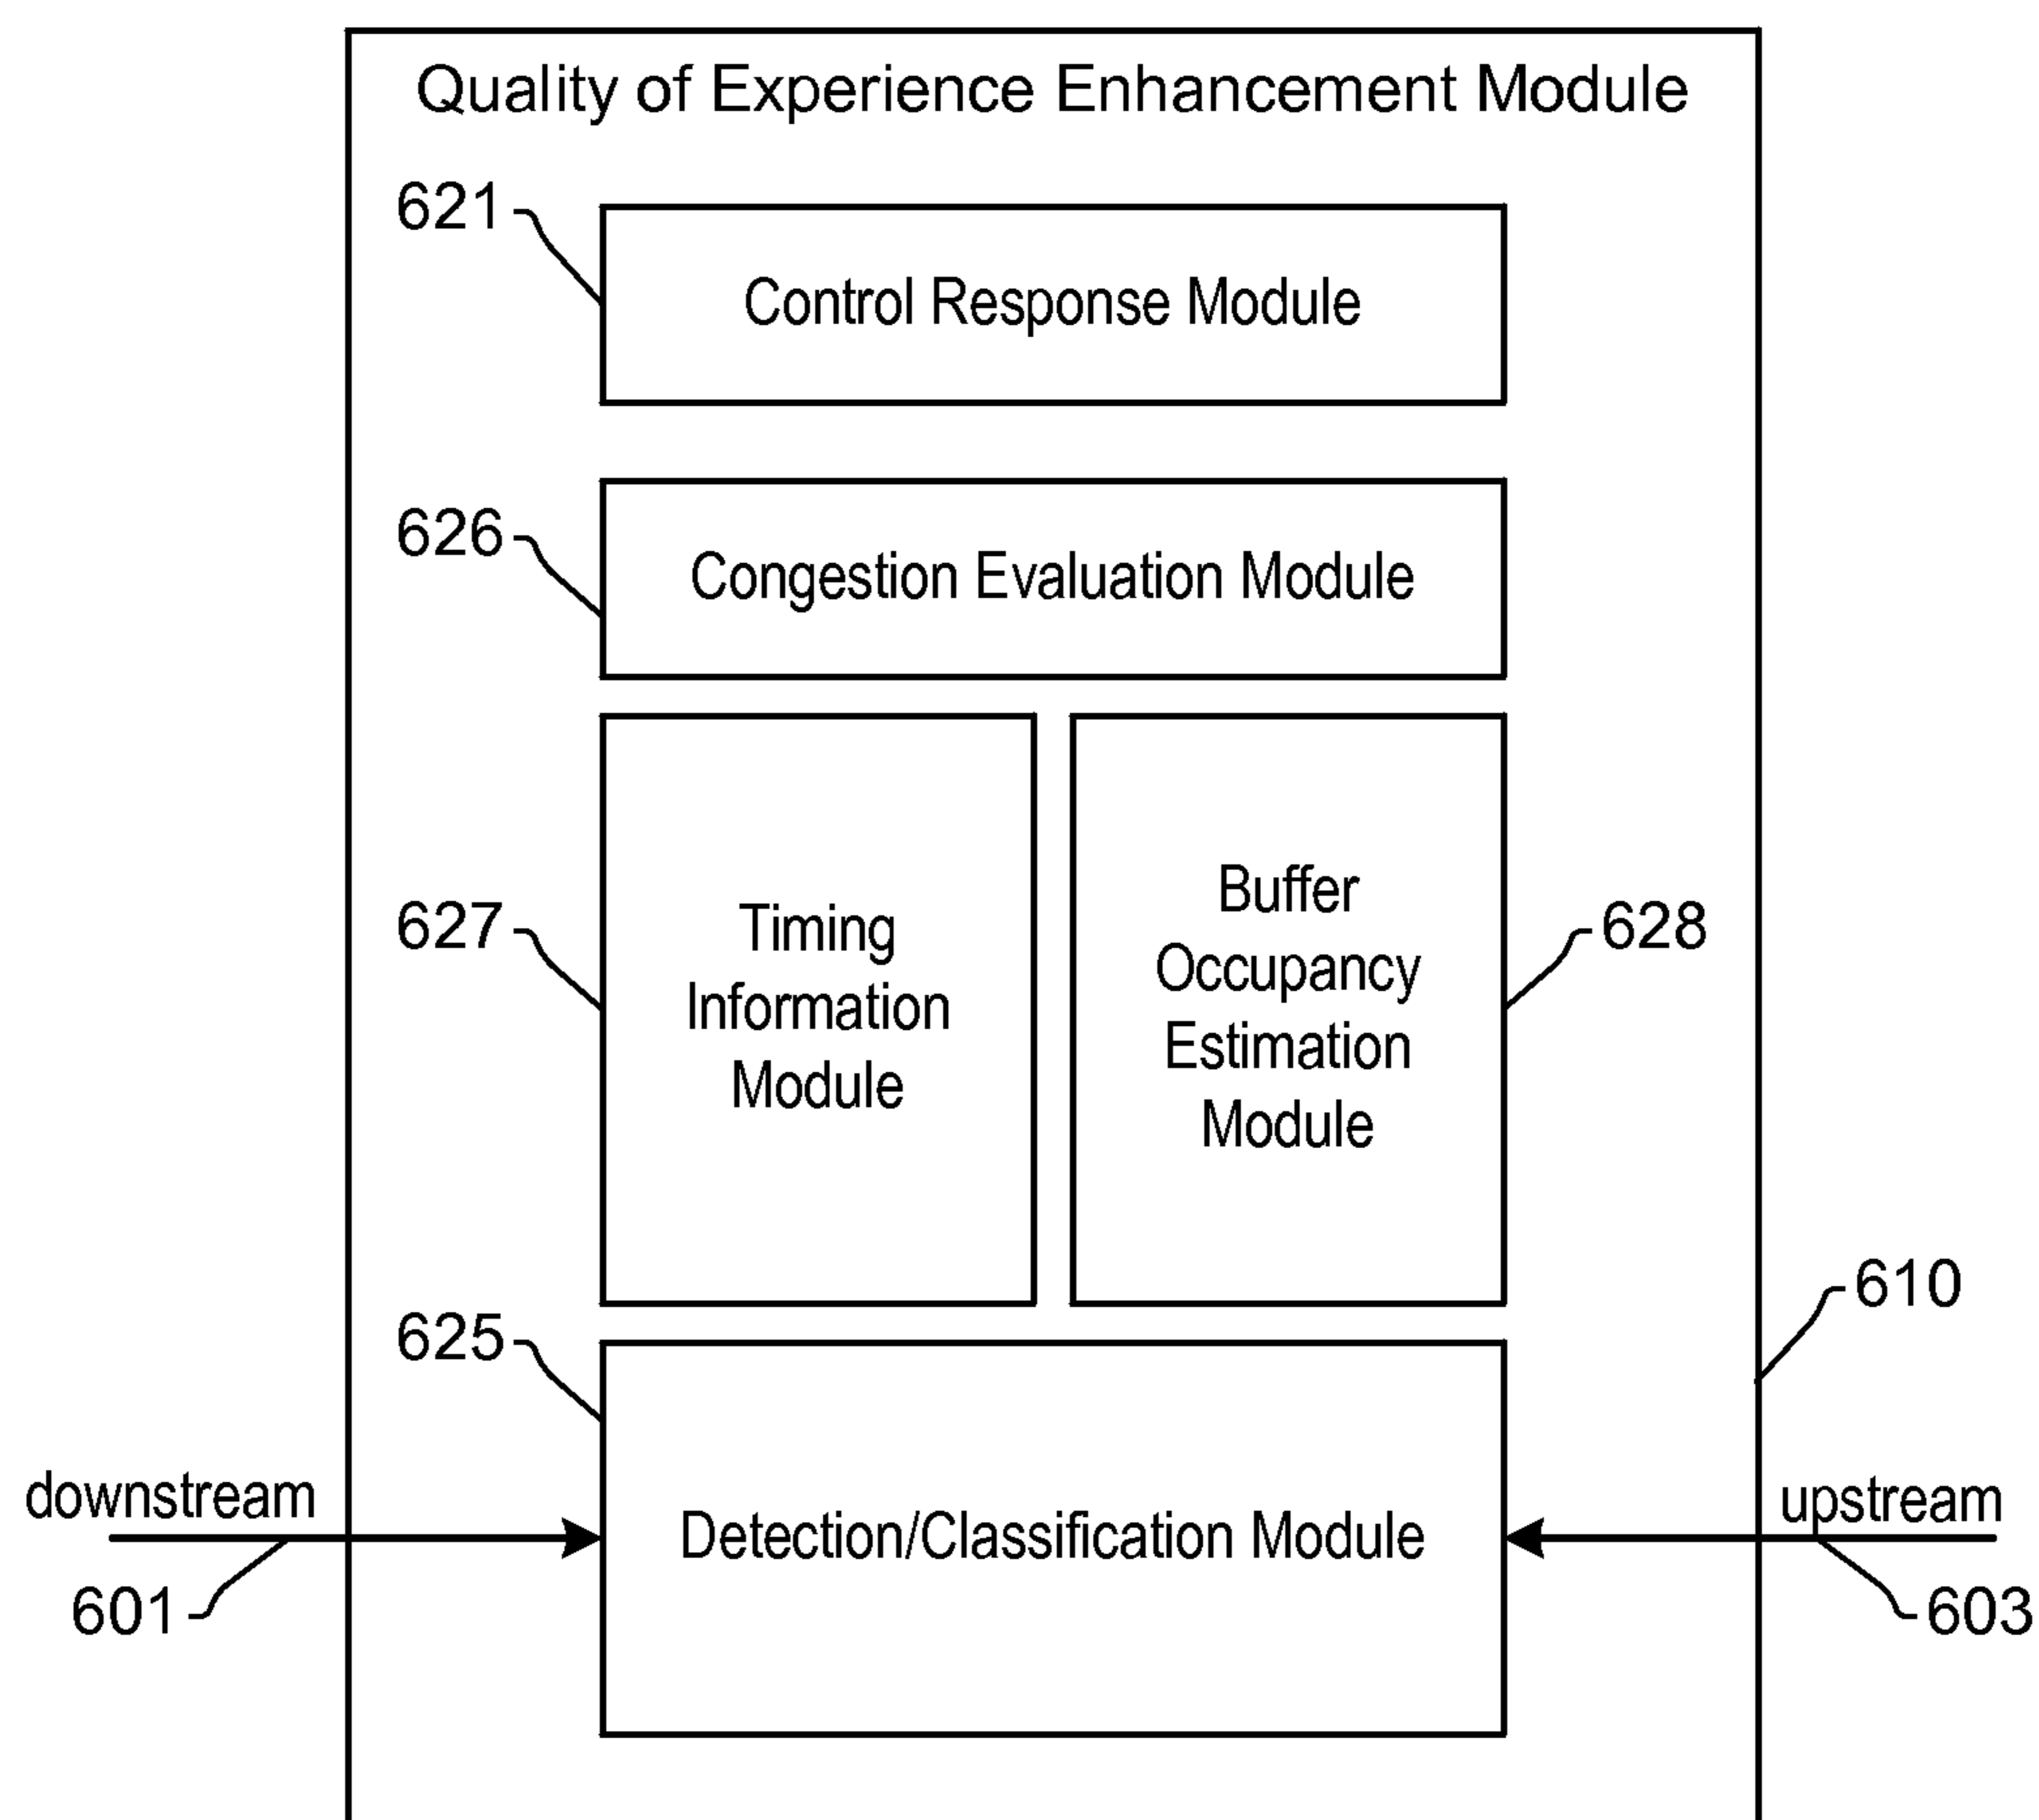 Quality of Experience Enhancement Module
621
Control Response Module
626
Congestion Evaluation Module
627
Timing
Information
Module
Buffer
Occupancy
Estimation
Module
628
610
625
downstream
Detection/Classification Module
upstream
601
603